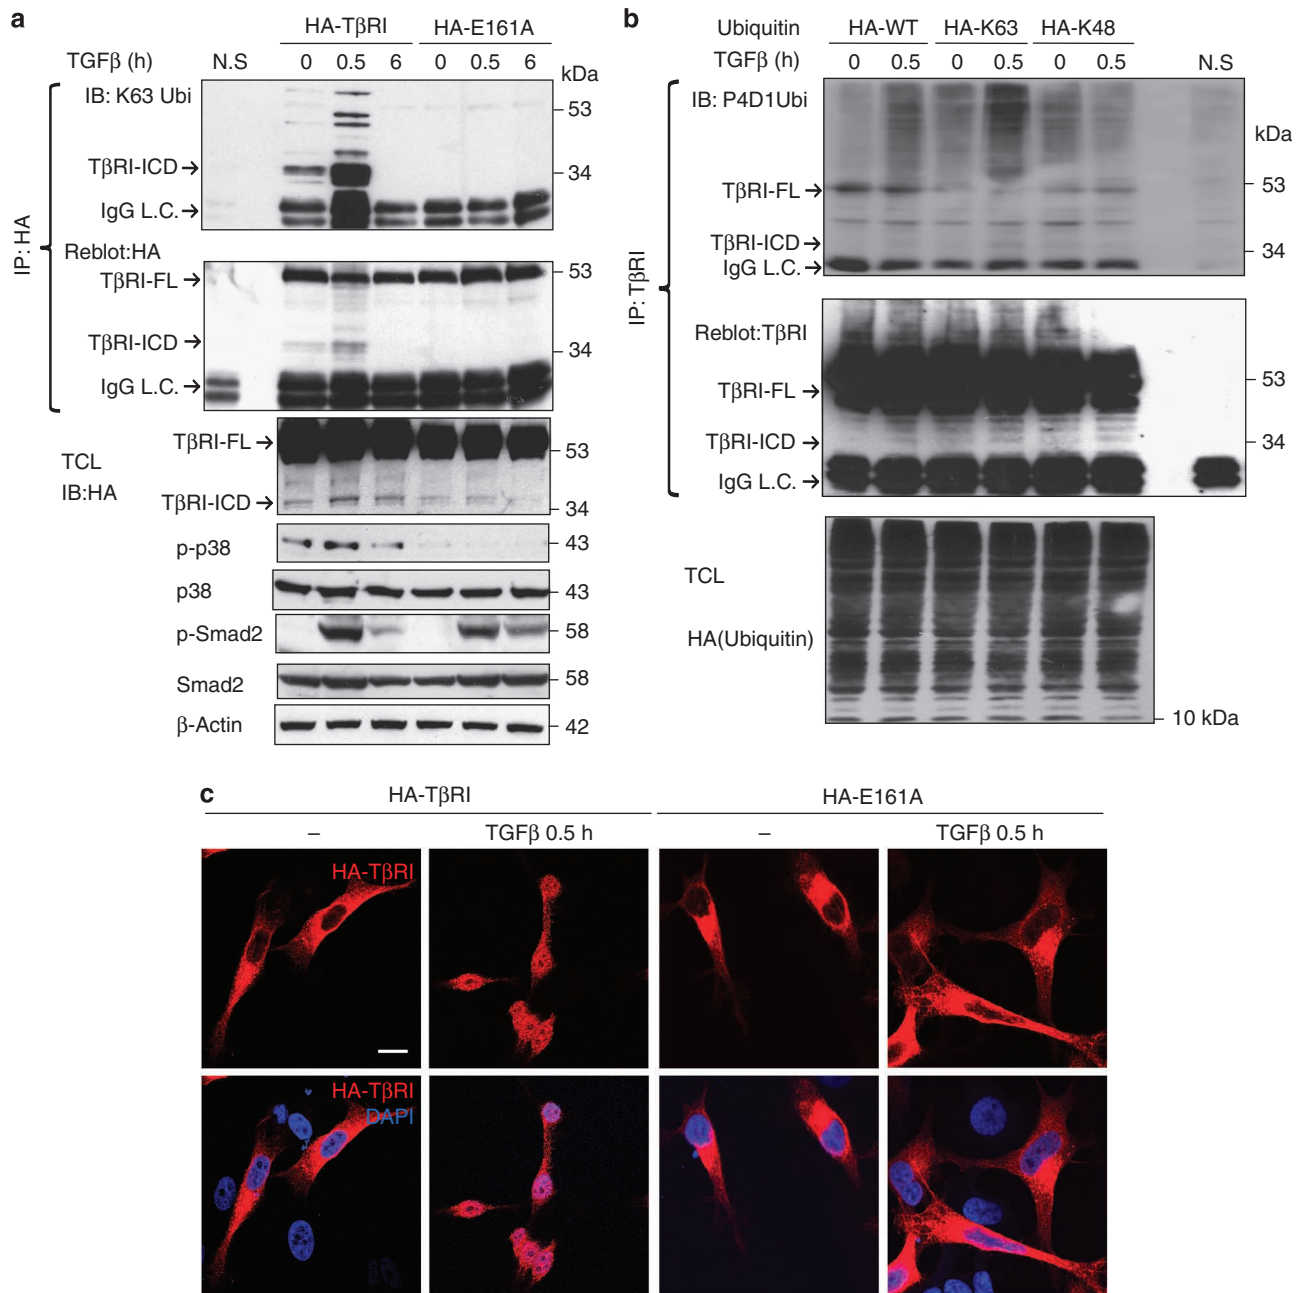 a
HA-TβRI HA-E161A
TGFβ (h) N.S 0 0.5 6 0 0.5 6 kDa
IB: K63 Ubi
53
TβRI-ICD
34
IgG L.C.
IP: HA
Reblot:HA
TβRI-FL
53
TβRI-ICD
34
IgG L.C.
TβRI-FL
TCL
53
IB:HA
TβRI-ICD
34
p-p38 43
p38 43
p-Smad2 58
Smad2 58
β-Actin 42
b
Ubiquitin HA-WT HA-K63 HA-K48
TGFβ (h) 0 0.5 0 0.5 0 0.5 N.S
IB: P4D1Ubi
kDa
TβRI-FL 53
TβRI-ICD
34
IgG L.C.
IP: TβRI
Reblot:TβRI
TβRI-FL 53
TβRI-ICD 34
IgG L.C.
TCL
HA(Ubiquitin)
10 kDa
c
HA-TβRI HA-E161A
– TGFβ 0.5 h – TGFβ 0.5 h
HA-TβRI
HA-TβRI
DAPI